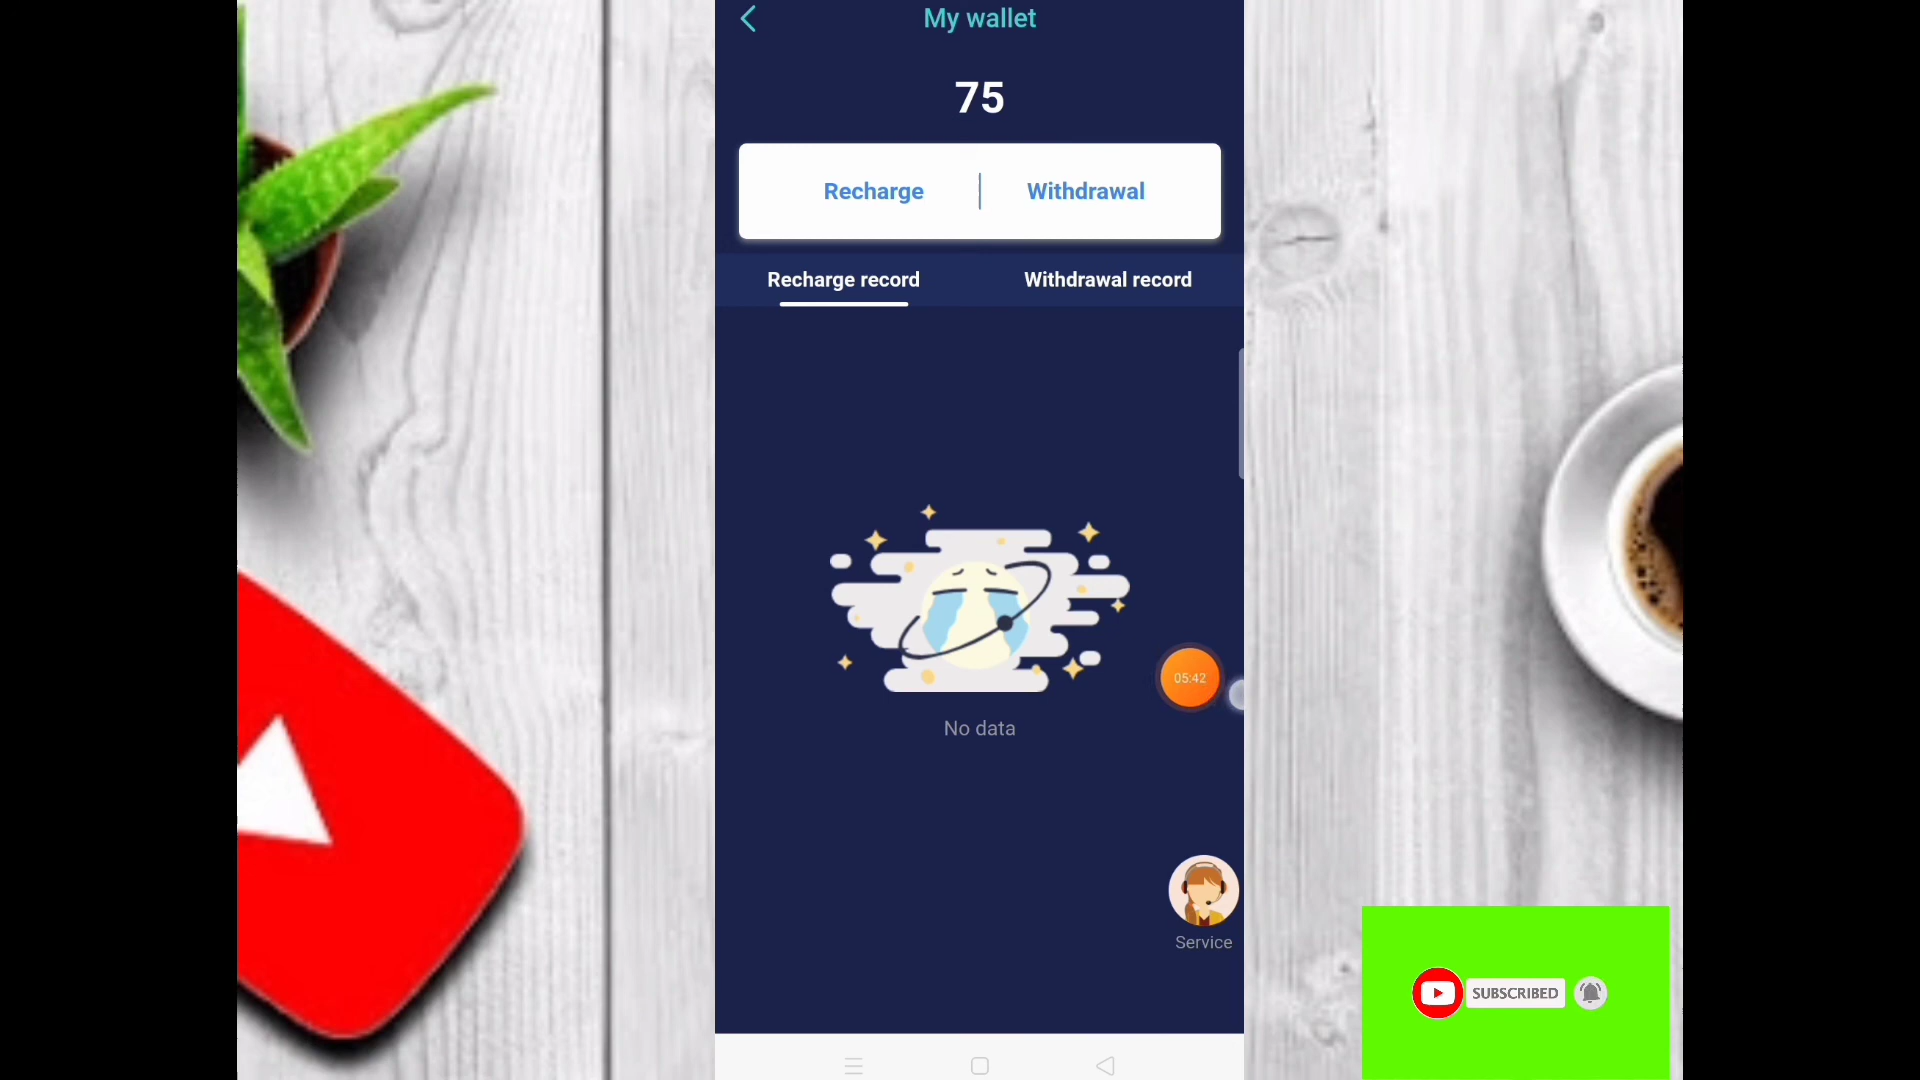 My wallet
75
Recharge
Withdrawal
Recharge record
Withdrawal record
05:42
No data
Service
SUBSCRIBED